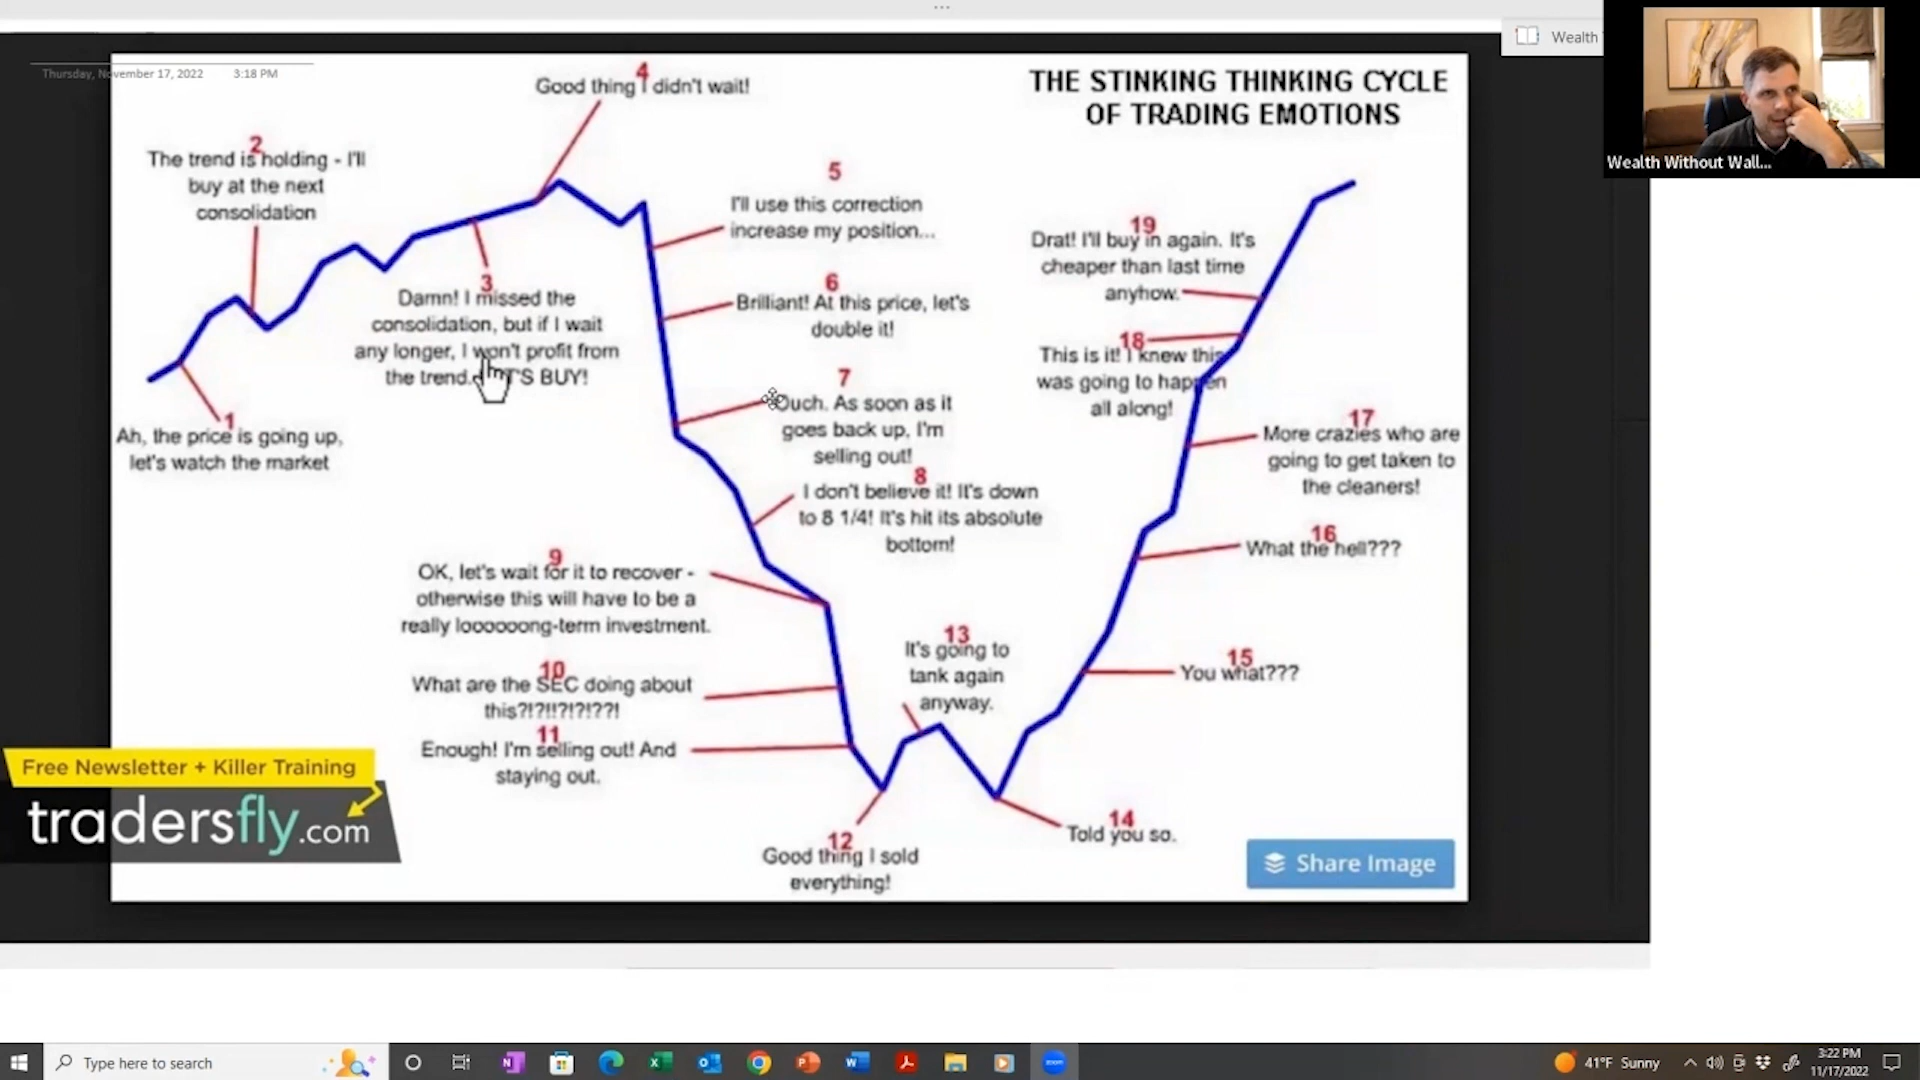 Wealth
Thursday, November 17, 2022 3:18 PM
THE STINKING THINKING CYCLE
OF TRADING EMOTIONS
Wealth Without Wall...
1
Ah, the price is going up,
let's watch the market
2
The trend is holding - I'll
buy at the next
consolidation
3
Damn! I missed the
consolidation, but if I wait
any longer, I won't profit from
the trend. BUY!
4
Good thing I didn't wait!
5
I'll use this correction
increase my position...
6
Brilliant! At this price, let's
double it!
7
Ouch. As soon as it
goes back up, I'm
selling out!
8
I don't believe it! It's down
to 8 1/4! It's hit its absolute
bottom!
9
OK, let's wait for it to recover -
otherwise this will have to be a
really loooooong-term investment.
10
What are the SEC doing about
this?!?!!?!?!??!
11
Enough! I'm selling out! And
staying out.
12
Good thing I sold
everything!
13
It's going to
tank again
anyway.
14
Told you so.
15
You what???
16
What the hell???
17
More crazies who are
going to get taken to
the cleaners!
18
This is it! I knew this
was going to happen
all along!
19
Drat! I'll buy in again. It's
cheaper than last time
anyhow.
Free Newsletter + Killer Training
tradersfly.com
Share Image
Type here to search
41°F Sunny
3:22 PM
11/17/2022